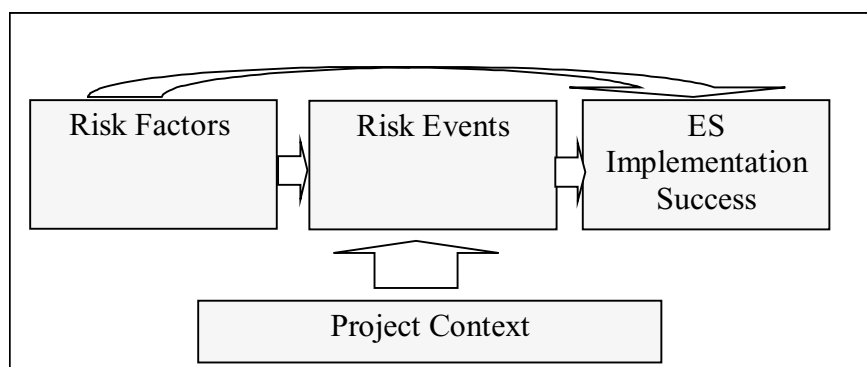 Risk Factors
Risk Events
ES
Implementation
Success
Project Context